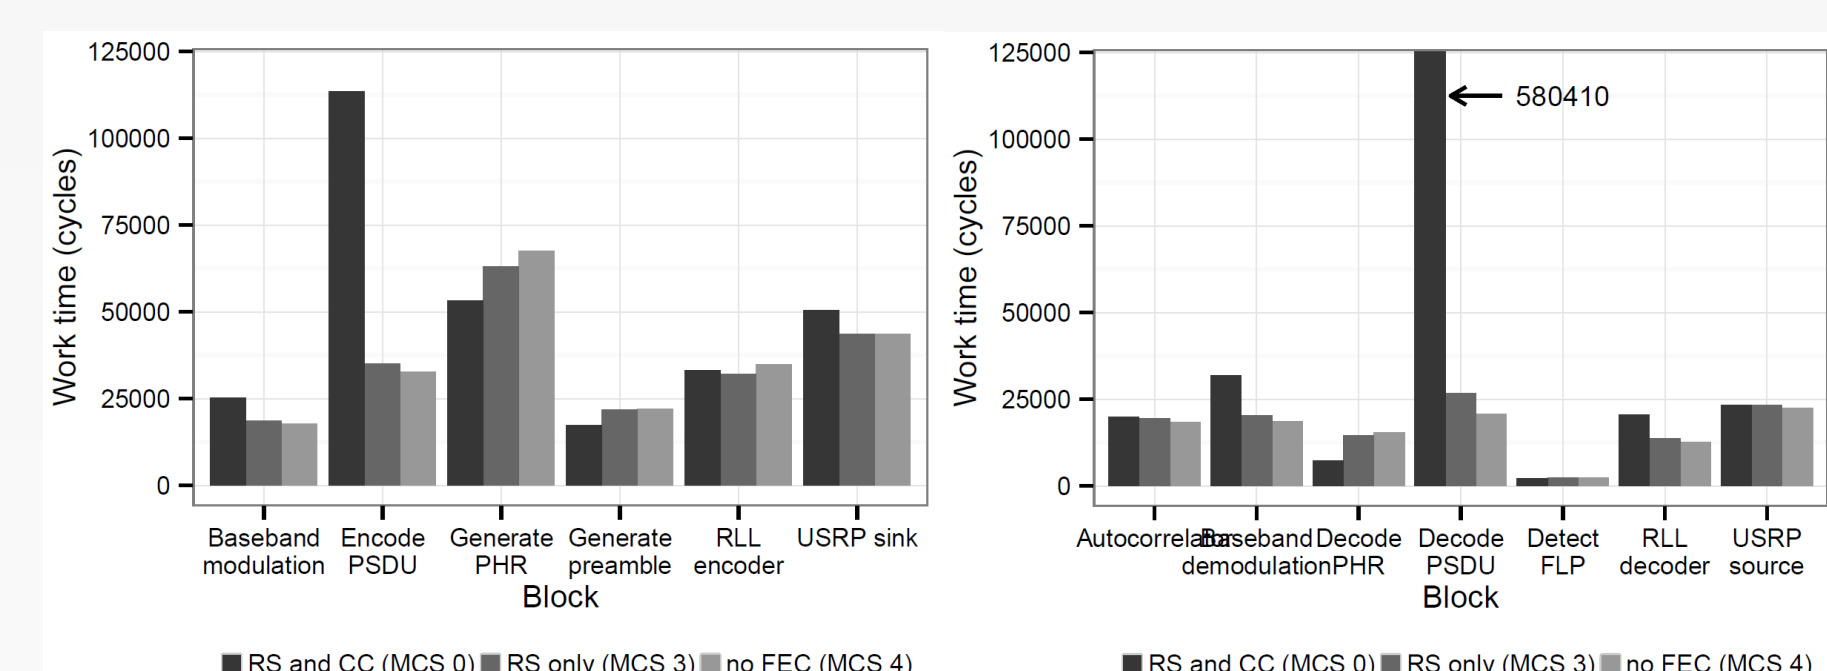 125000
100000
75000
50000
25000
0
Work time (cycles)
Baseband modulation
Encode PSDU
Generate PHR
Generate preamble
RLL encoder
USRP sink
Block
RS and CC (MCS 0) RS only (MCS 3) no FEC (MCS 4)
125000
100000
75000
50000
25000
0
Work time (cycles)
580410
Autocorrelator
Baseband demodulation
Decode PHR
Decode PSDU
Detect FLP
RLL decoder
USRP source
Block
RS and CC (MCS 0) RS only (MCS 3) no FEC (MCS 4)